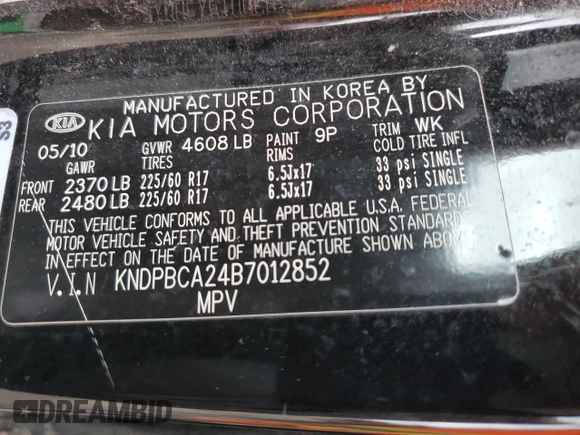 MANUFACTURED IN KOREA BY
KIA KIA MOTORS CORPORATION
05/10 GVWR 4608 LB PAINT 9P TRIM WK
GAWR TIRES RIMS COLD TIRE INFL
FRONT 2370 LB 225/60 R17 6.5Jx17 33 psi SINGLE
REAR 2480 LB 225/60 R17 6.5Jx17 33 psi SINGLE
THIS VEHICLE CONFORMS TO ALL APPLICABLE U.S.A. FEDERAL
MOTOR VEHICLE SAFETY AND THEFT PREVENTION STANDARDS
IN EFFECT ON THE DATE OF MANUFACTURE SHOWN ABOVE
V.I.N KNDPBCA24B7012852
MPV
DREAMBID